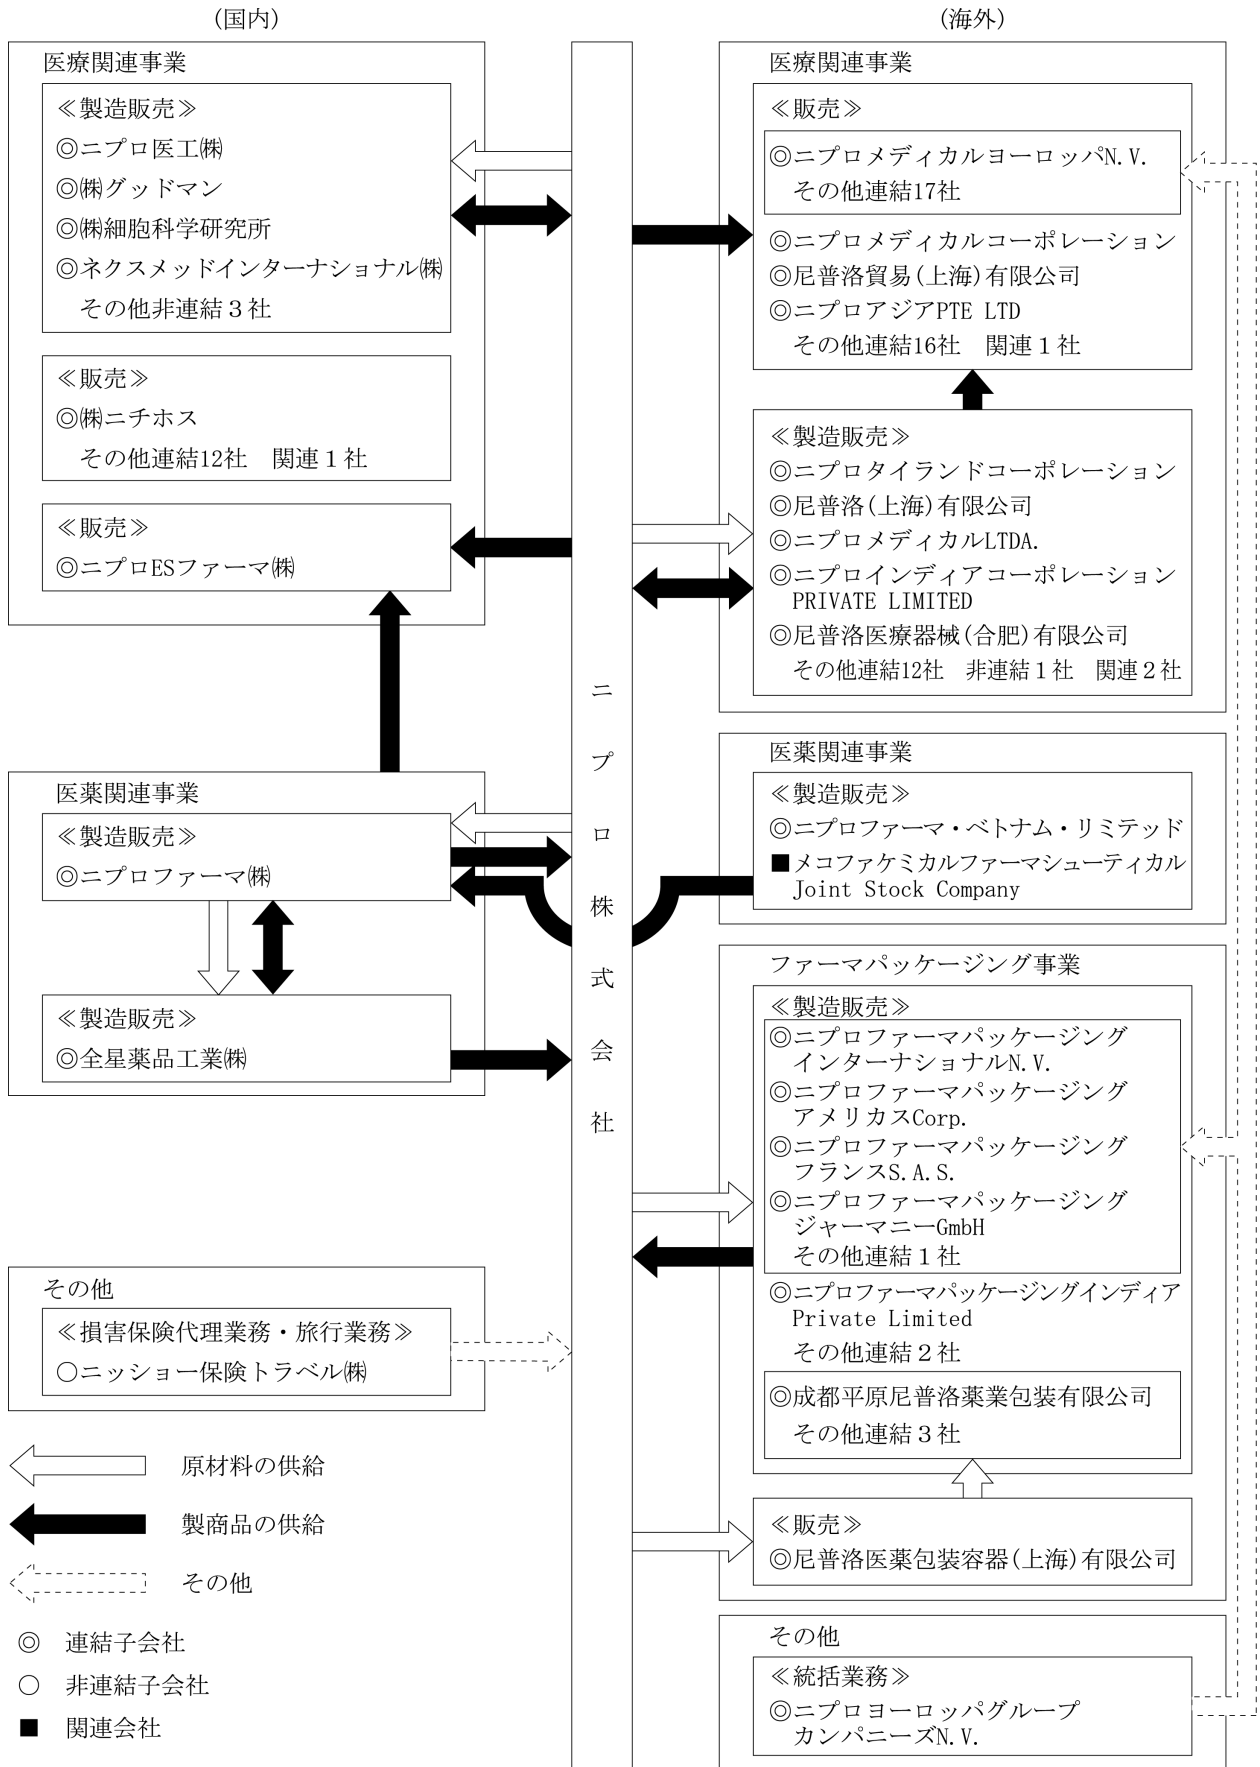 (国内)
医療関連事業
≪製造販売≫
◎ニプロ医工㈱
◎㈱グッドマン
◎㈱細胞科学研究所
◎ネクスメッドインターナショナル㈱
その他非連結３社
≪販売≫
◎㈱ニチホス
その他連結12社　関連１社
≪販売≫
◎ニプロESファーマ㈱
医薬関連事業
≪製造販売≫
◎ニプロファーマ㈱
≪製造販売≫
◎全星薬品工業㈱
その他
≪損害保険代理業務・旅行業務≫
○ニッショー保険トラベル㈱
原材料の供給
製商品の供給
その他
◎　連結子会社
○　非連結子会社
■　関連会社
ニプロ株式会社
(海外)
医療関連事業
≪販売≫
◎ニプロメディカルヨーロッパN.V.
その他連結17社
◎ニプロメディカルコーポレーション
◎尼普洛貿易(上海)有限公司
◎ニプロアジアPTE LTD
その他連結16社　関連１社
≪製造販売≫
◎ニプロタイランドコーポレーション
◎尼普洛(上海)有限公司
◎ニプロメディカルLTDA.
◎ニプロインディアコーポレーション
PRIVATE LIMITED
◎尼普洛医療器械(合肥)有限公司
その他連結12社　非連結１社　関連２社
医薬関連事業
≪製造販売≫
◎ニプロファーマ・ベトナム・リミテッド
■メコファケミカルファーマシューティカル
Joint Stock Company
ファーマパッケージング事業
≪製造販売≫
◎ニプロファーマパッケージング
インターナショナルN.V.
◎ニプロファーマパッケージング
アメリカスCorp.
◎ニプロファーマパッケージング
フランスS.A.S.
◎ニプロファーマパッケージング
ジャーマニーGmbH
その他連結１社
◎ニプロファーマパッケージングインディア
Private Limited
その他連結２社
◎成都平原尼普洛薬業包装有限公司
その他連結３社
≪販売≫
◎尼普洛医薬包装容器(上海)有限公司
その他
≪統括業務≫
◎ニプロヨーロッパグループ
カンパニーズN.V.